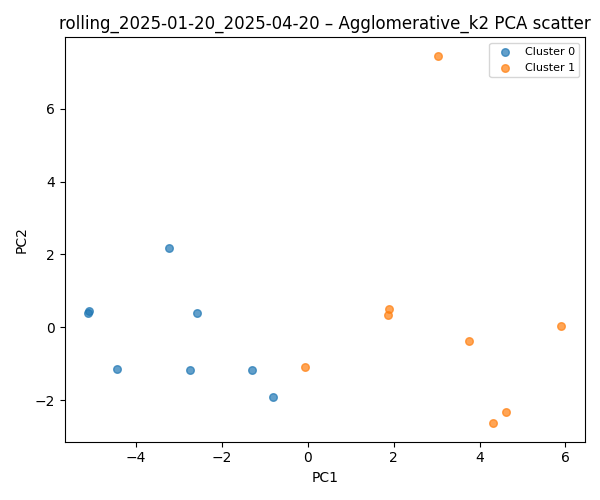 rolling_2025-01-20_2025-04-20 – Agglomerative_k2 PCA scatter
Cluster 0
Cluster 1
PC2
6
4
2
0
−2
−4
−2
0
2
4
6
PC1